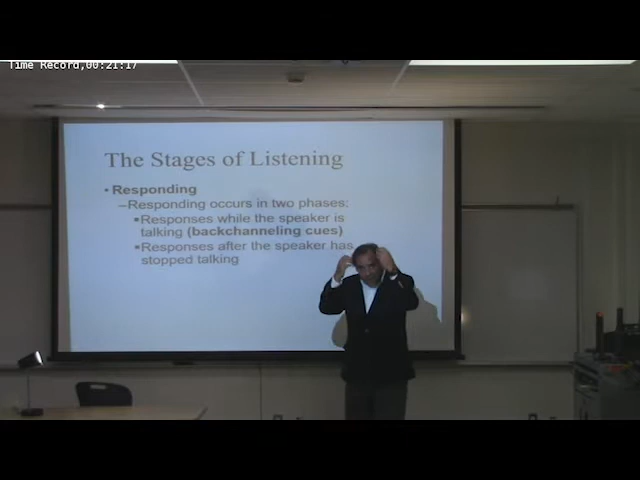 Time Record,00:21:17
The Stages of Listening
• Responding
–Responding occurs in two phases:
▪Responses while the speaker is
talking (backchanneling cues)
▪Responses after the speaker has
stopped talking